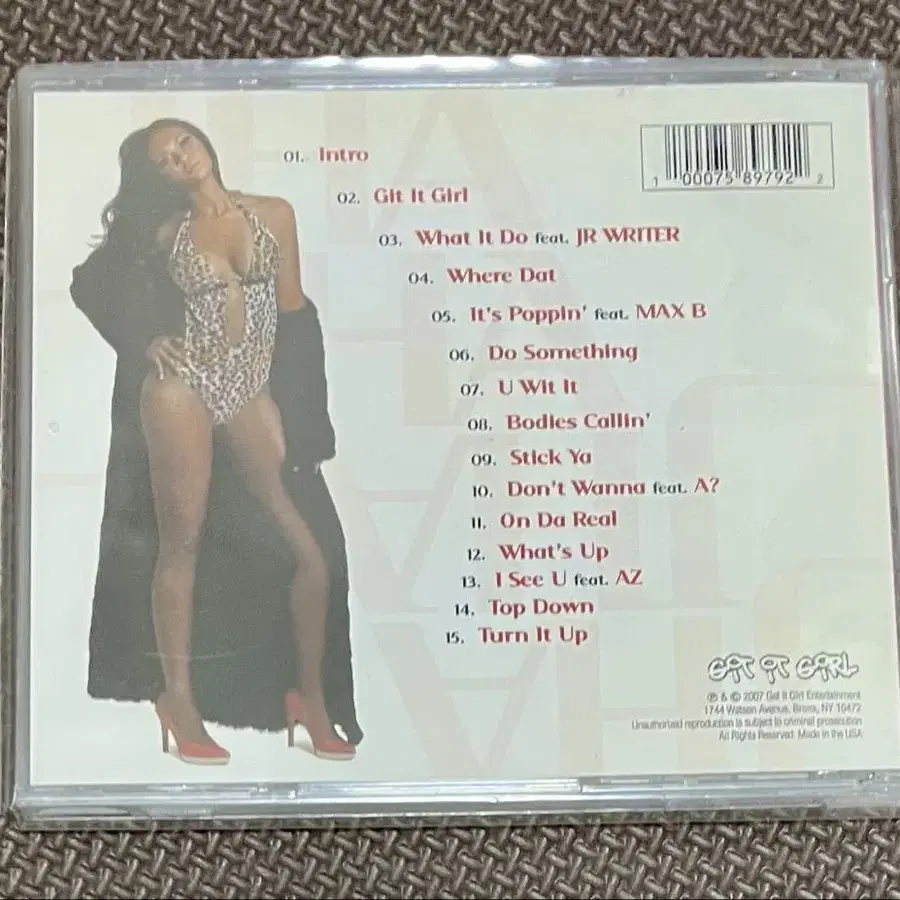 01. Intro
02. Git It Girl
03. What It Do feat. JR WRITER
04. Where Dat
05. It's Poppin' feat. MAX B
06. Do Something
07. U Wit It
08. Bodies Callin'
09. Stick Ya
10. Don't Wanna feat. A?
11. On Da Real
12. What's Up
13. I See U feat. AZ
14. Top Down
15. Turn It Up
1 00075 89792 2
GIT IT GIRL
℗ & © 2007 Get It Girl Entertainment
1744 Watson Avenue, Bronx, NY 10472
Unauthorized reproduction is subject to criminal prosecution
All Rights Reserved. Made in the USA